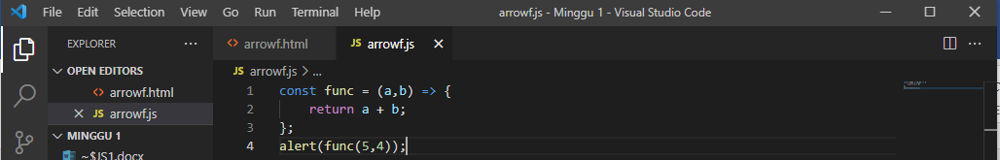 File Edit Selection View Go Run Terminal Help arrowf.js - Minggu 1 - Visual Studio Code
EXPLORER ··· arrowf.html JS arrowf.js ×
OPEN EDITORS
JS arrowf.js > ...
arrowf.html
× JS arrowf.js
MINGGU 1
~$JS1.docx
1 const func = (a,b) => {
2 return a + b;
3 };
4 alert(func(5,4));